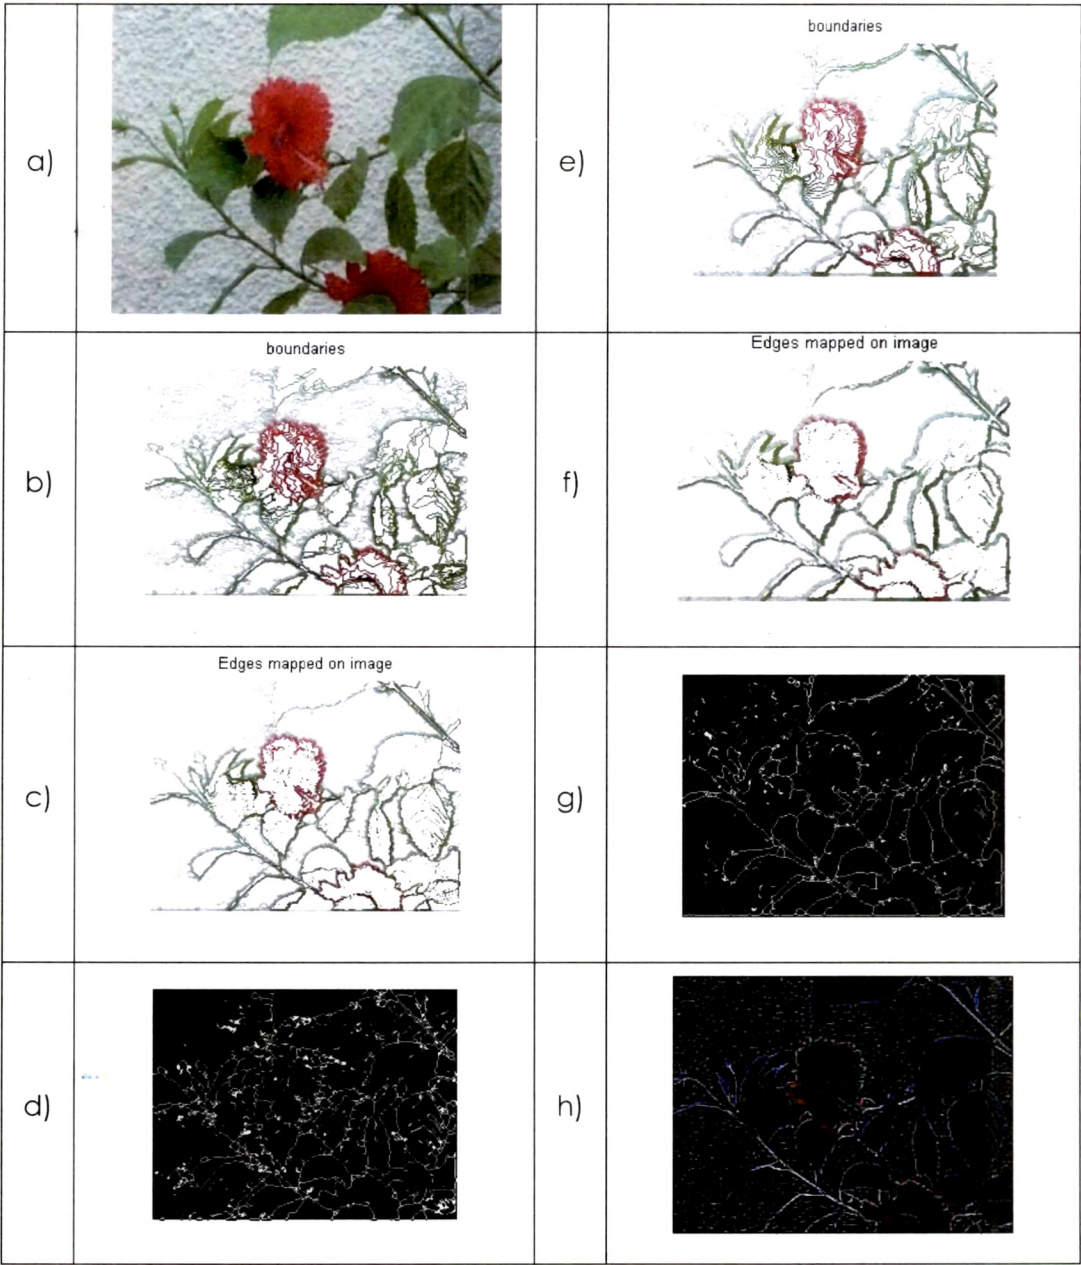 a)
e)
boundaries
b)
boundaries
f)
Edges mapped on image
c)
Edges mapped on image
g)
d)
h)